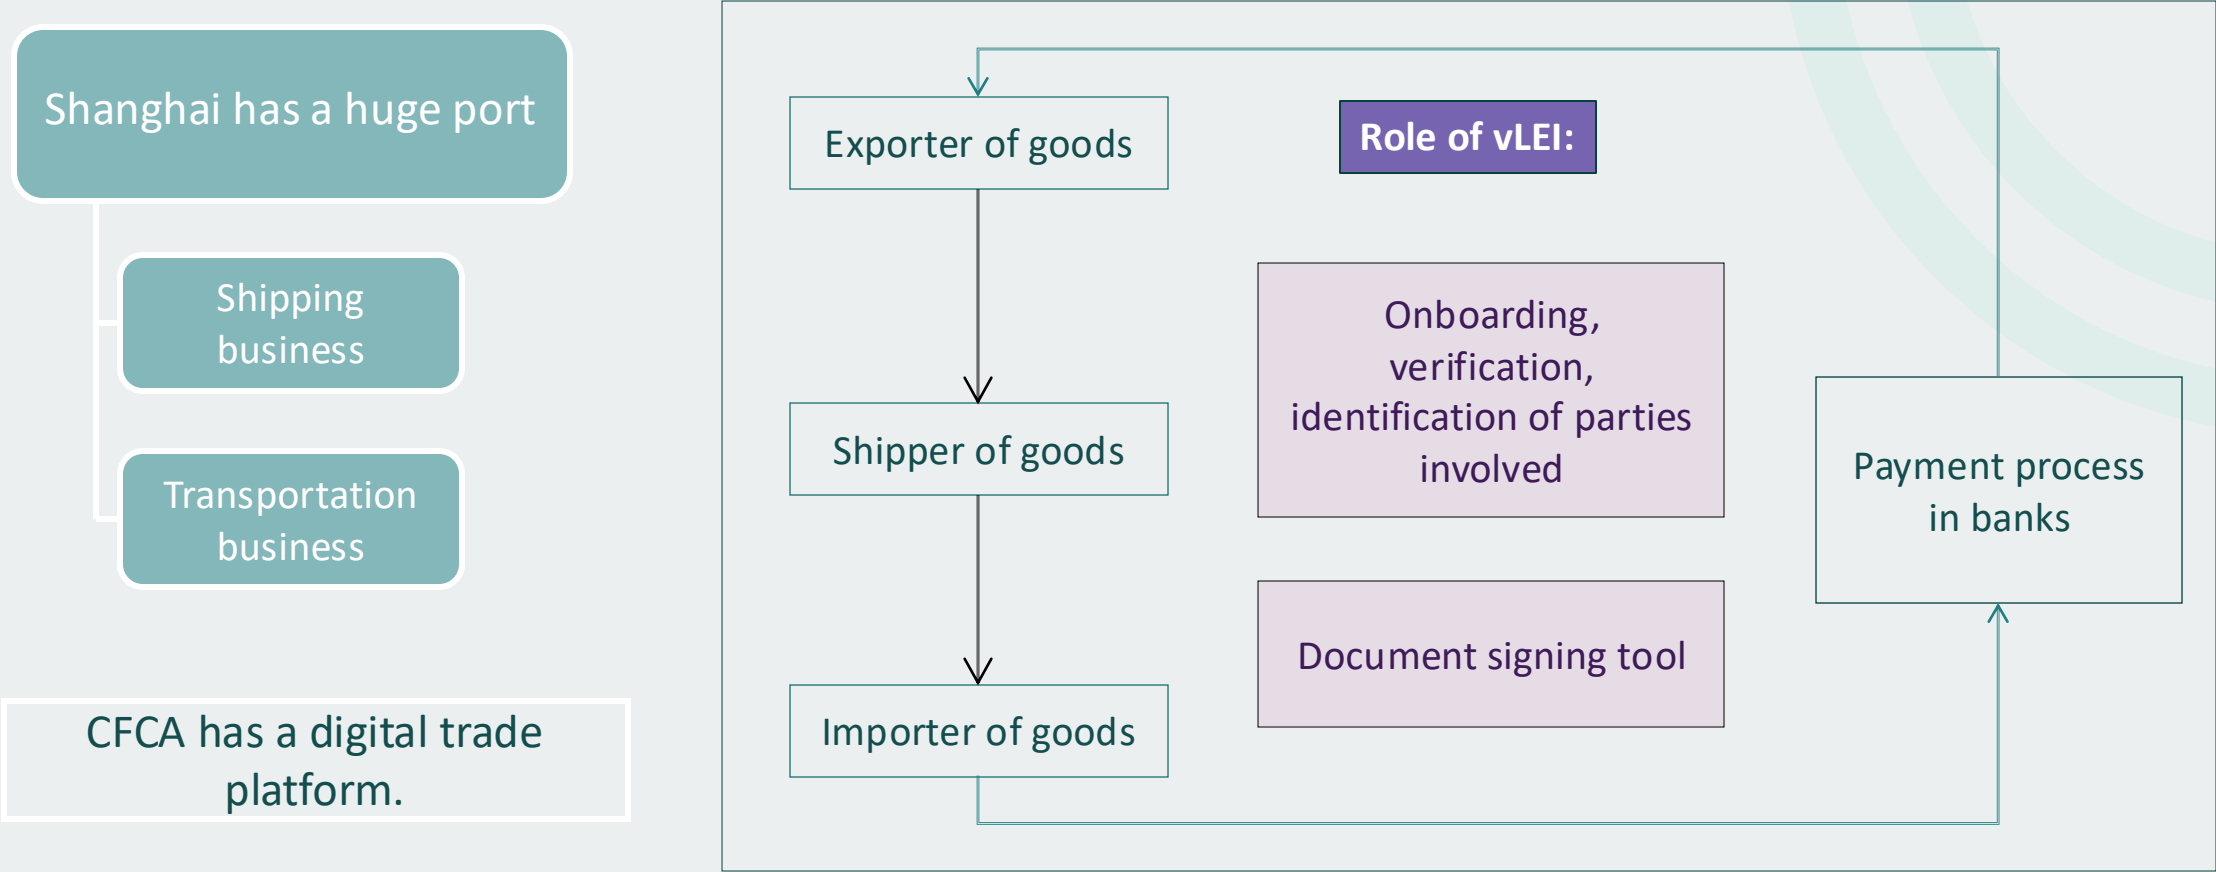 Shanghai has a huge port
Shipping
business
Transportation
business
CFCA has a digital trade
platform.
Exporter of goods
Shipper of goods
Importer of goods
Role of vLEI:
Onboarding,
verification,
identification of parties
involved
Document signing tool
Payment process
in banks